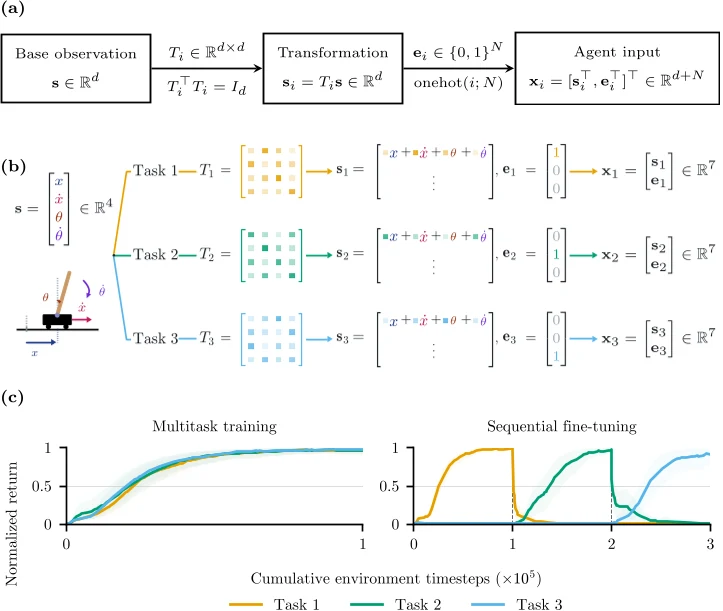 (a)
Base observation
s ∈ ℝ^d
T_i ∈ ℝ^{d×d}
T_i^⊤ T_i = I_d
Transformation
s_i = T_i s ∈ ℝ^d
e_i ∈ {0, 1}^N
onehot(i; N)
Agent input
x_i = [s_i^⊤, e_i^⊤]^⊤ ∈ ℝ^{d+N}
(b)
s = [x ẋ θ θ̇] ∈ ℝ^4
θ
θ̇
ẋ
x
Task 1 T_1 = s_1 = [x + ẋ + θ + θ̇ ⋮], e_1 = [1 0 0] x_1 = [s_1 e_1] ∈ ℝ^7
Task 2 T_2 = s_2 = [x + ẋ + θ + θ̇ ⋮], e_2 = [0 1 0] x_2 = [s_2 e_2] ∈ ℝ^7
Task 3 T_3 = s_3 = [x + ẋ + θ + θ̇ ⋮], e_3 = [0 0 1] x_3 = [s_3 e_3] ∈ ℝ^7
(c)
Normalized return
Multitask training
1
0.5
0
0 1
Sequential fine-tuning
1
0.5
0
0 1 2 3
Cumulative environment timesteps (×10^5)
Task 1 Task 2 Task 3